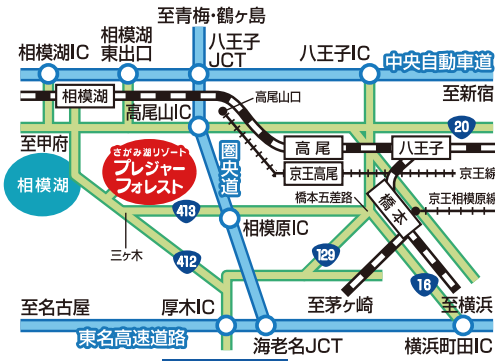 至青梅・鶴ヶ島
相模湖IC
相模湖
東出口
八王子
JCT
八王子IC
中央自動車道
相模湖
高尾山IC
高尾山口
至新宿
至甲府
20
さがみ湖リゾート
プレジャー
フォレスト
圏央道
高尾
八王子
京王高尾
京王線
相模湖
413
橋本五差路
橋本
京王相模原線
相模原IC
三ヶ木
412
129
16
至名古屋
厚木IC
至茅ヶ崎
至横浜
東名高速道路
海老名JCT
横浜町田IC